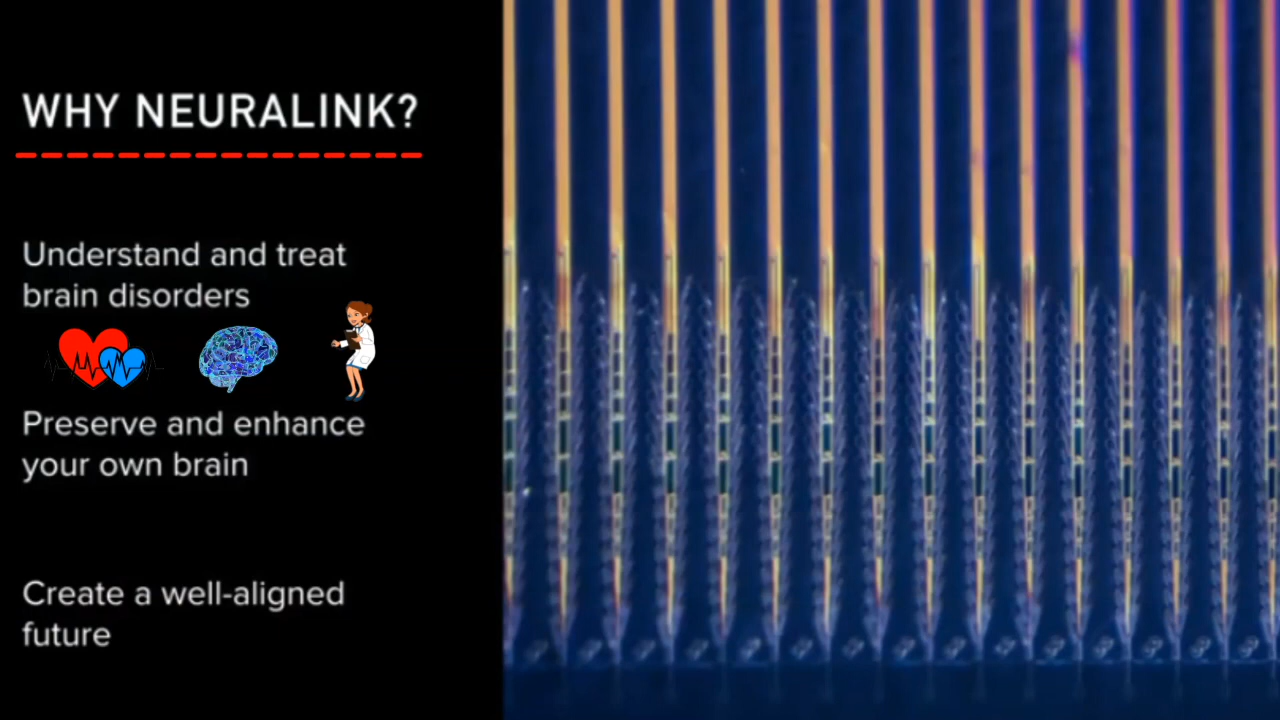 WHY NEURALINK?
Understand and treat
brain disorders
Preserve and enhance
your own brain
Create a well-aligned
future